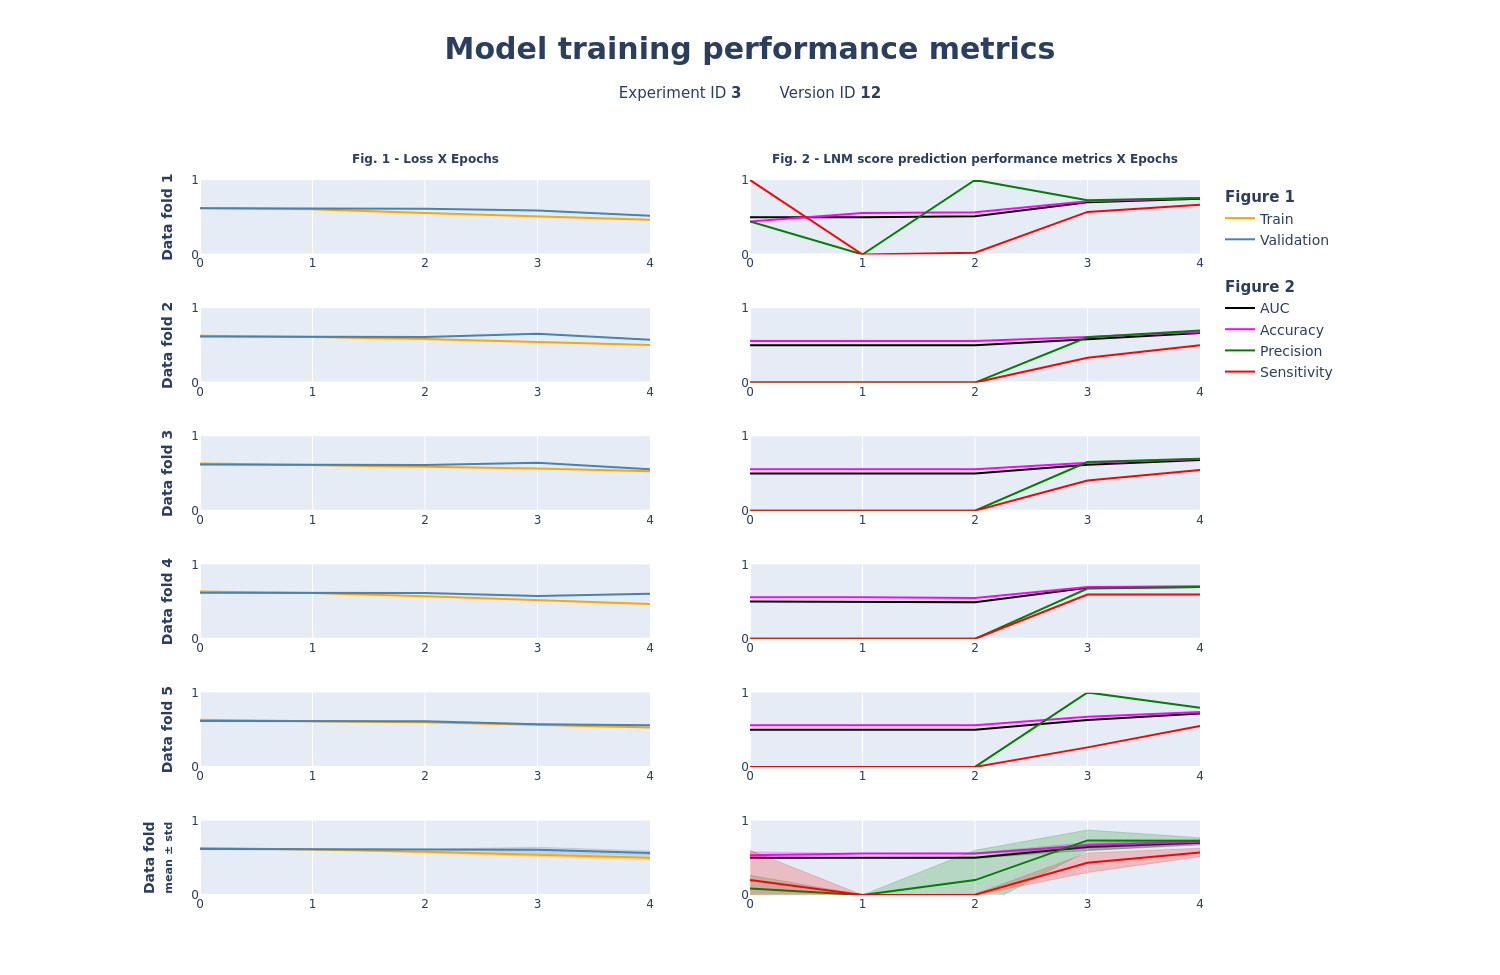 Model training performance metrics
Experiment ID 3 Version ID 12
Fig. 1 - Loss X Epochs
Fig. 2 - LNM score prediction performance metrics X Epochs
Data fold 1
1
0
0 1 2 3 4
1
0
0 1 2 3 4
Figure 1
Train
Validation
Figure 2
AUC
Accuracy
Precision
Sensitivity
Data fold 2
1
0
0 1 2 3 4
1
0
0 1 2 3 4
Data fold 3
1
0
0 1 2 3 4
1
0
0 1 2 3 4
Data fold 4
1
0
0 1 2 3 4
1
0
0 1 2 3 4
Data fold 5
1
0
0 1 2 3 4
1
0
0 1 2 3 4
Data fold
mean ± std
1
0
0 1 2 3 4
1
0
0 1 2 3 4